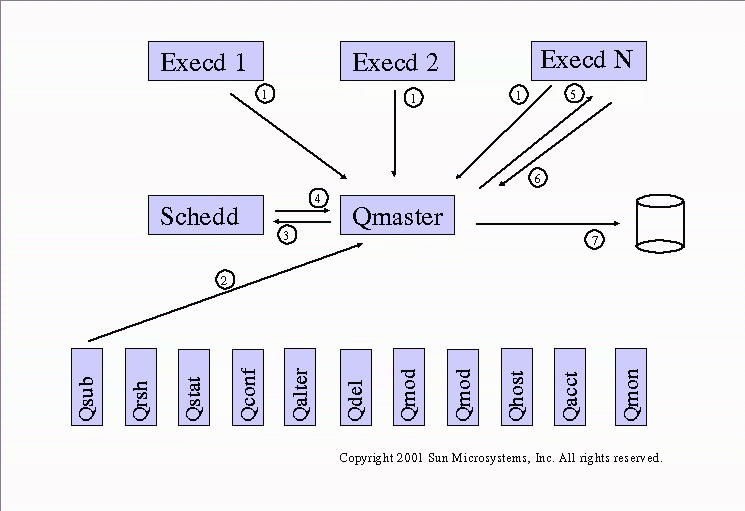 Execd 1
Execd 2
Execd N
1
1
1
5
6
Schedd
4
3
Qmaster
7
2
Qsub
Qrsh
Qstat
Qconf
Qalter
Qdel
Qmod
Qmod
Qhost
Qacct
Qmon
Copyright 2001 Sun Microsystems, Inc. All rights reserved.